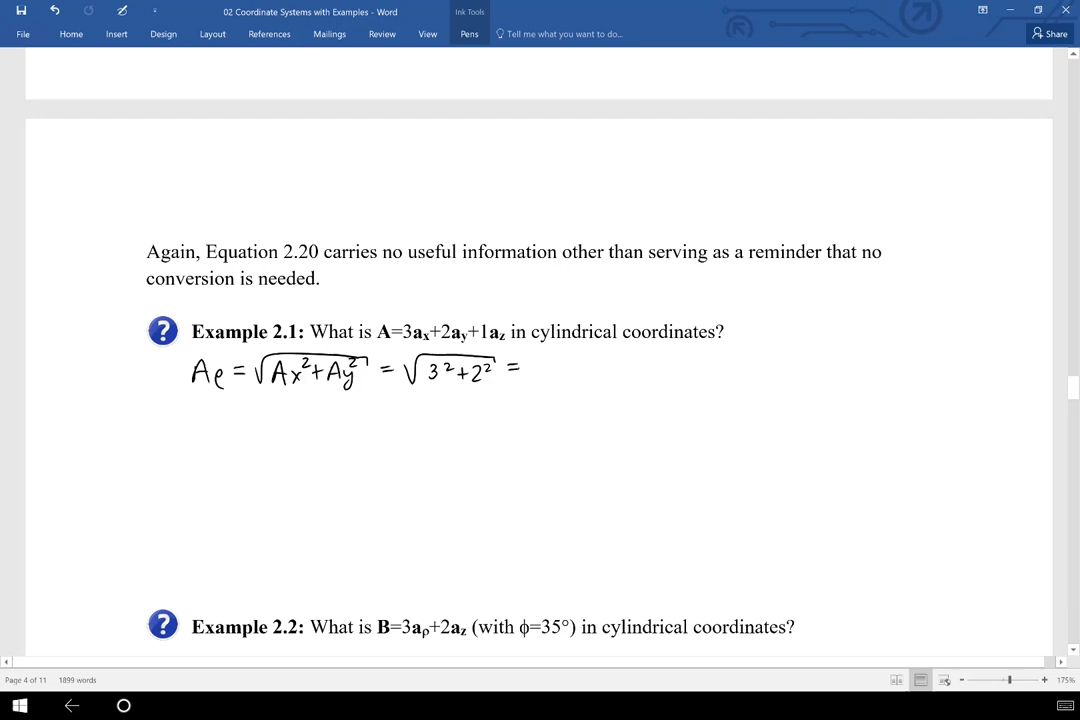 02 Coordinate Systems with Examples - Word
Ink Tools
File Home Insert Design Layout References Mailings Review View Pens Tell me what you want to do... Share
Again, Equation 2.20 carries no useful information other than serving as a reminder that no
conversion is needed.
? Example 2.1: What is A=3aₓ+2a_y+1a_z in cylindrical coordinates?
Aρ = √(Ax²+Ay²) = √(3²+2²) =
? Example 2.2: What is B=3aᵨ+2a_z (with ϕ=35°) in cylindrical coordinates?
Page 4 of 11 1899 words 175%